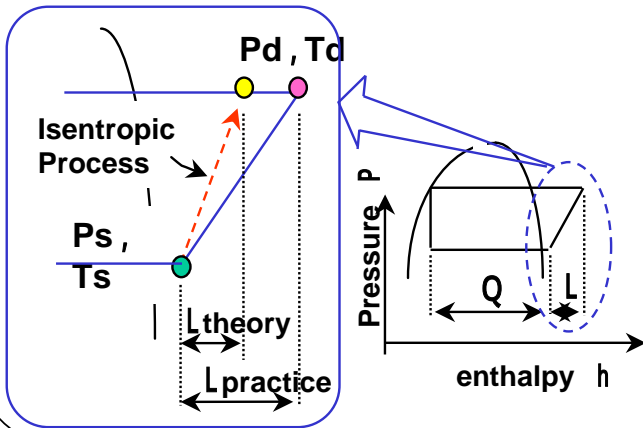 Pd , Td
Isentropic
Process
Ps ,
Ts
L theory
L practice
Pressure P
Q
L
enthalpy h